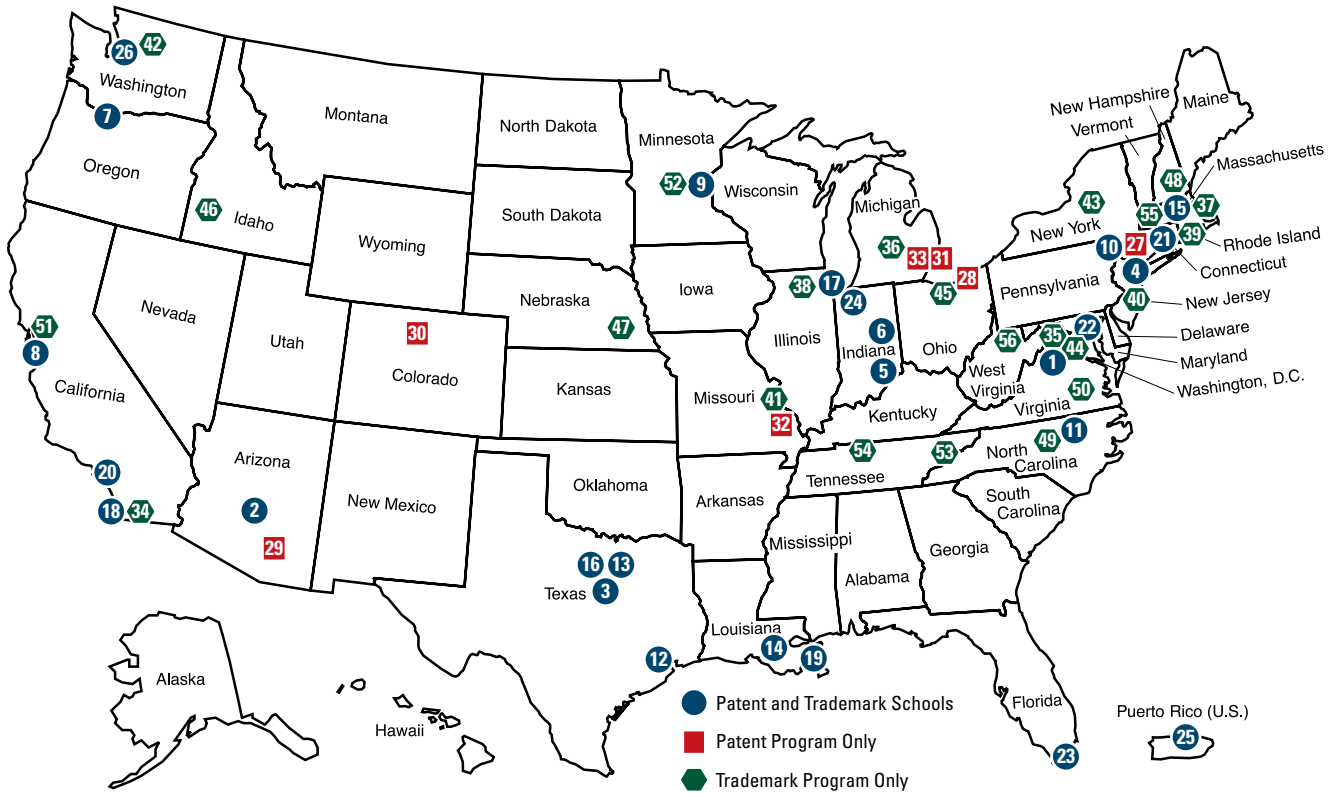 42
26
Washington
7
Oregon
Montana
North Dakota
Minnesota
52
9
Wisconsin
Michigan
New Hampshire
Vermont
Maine
Massachusetts
48
43
37
55
15
New York
39
Rhode Island
10
27
21
Connecticut
4
Pennsylvania
40
New Jersey
46
Idaho
Wyoming
South Dakota
36
33
31
28
45
Nebraska
47
Iowa
38
17
24
Illinois
6
Indiana
5
Ohio
56
35
22
44
1
Delaware
Maryland
Washington, D.C.
West
Virginia
50
Virginia
51
8
California
Nevada
Utah
30
Colorado
Kansas
Missouri
41
32
Kentucky
11
49
North
Carolina
54
53
Tennessee
20
18
34
Arizona
2
29
New Mexico
Oklahoma
Arkansas
South
Carolina
Mississippi
Alabama
Georgia
16
13
Texas
3
12
Louisiana
14
19
Florida
23
Alaska
Hawaii
Puerto Rico (U.S.)
25
Patent and Trademark Schools
Patent Program Only
Trademark Program Only